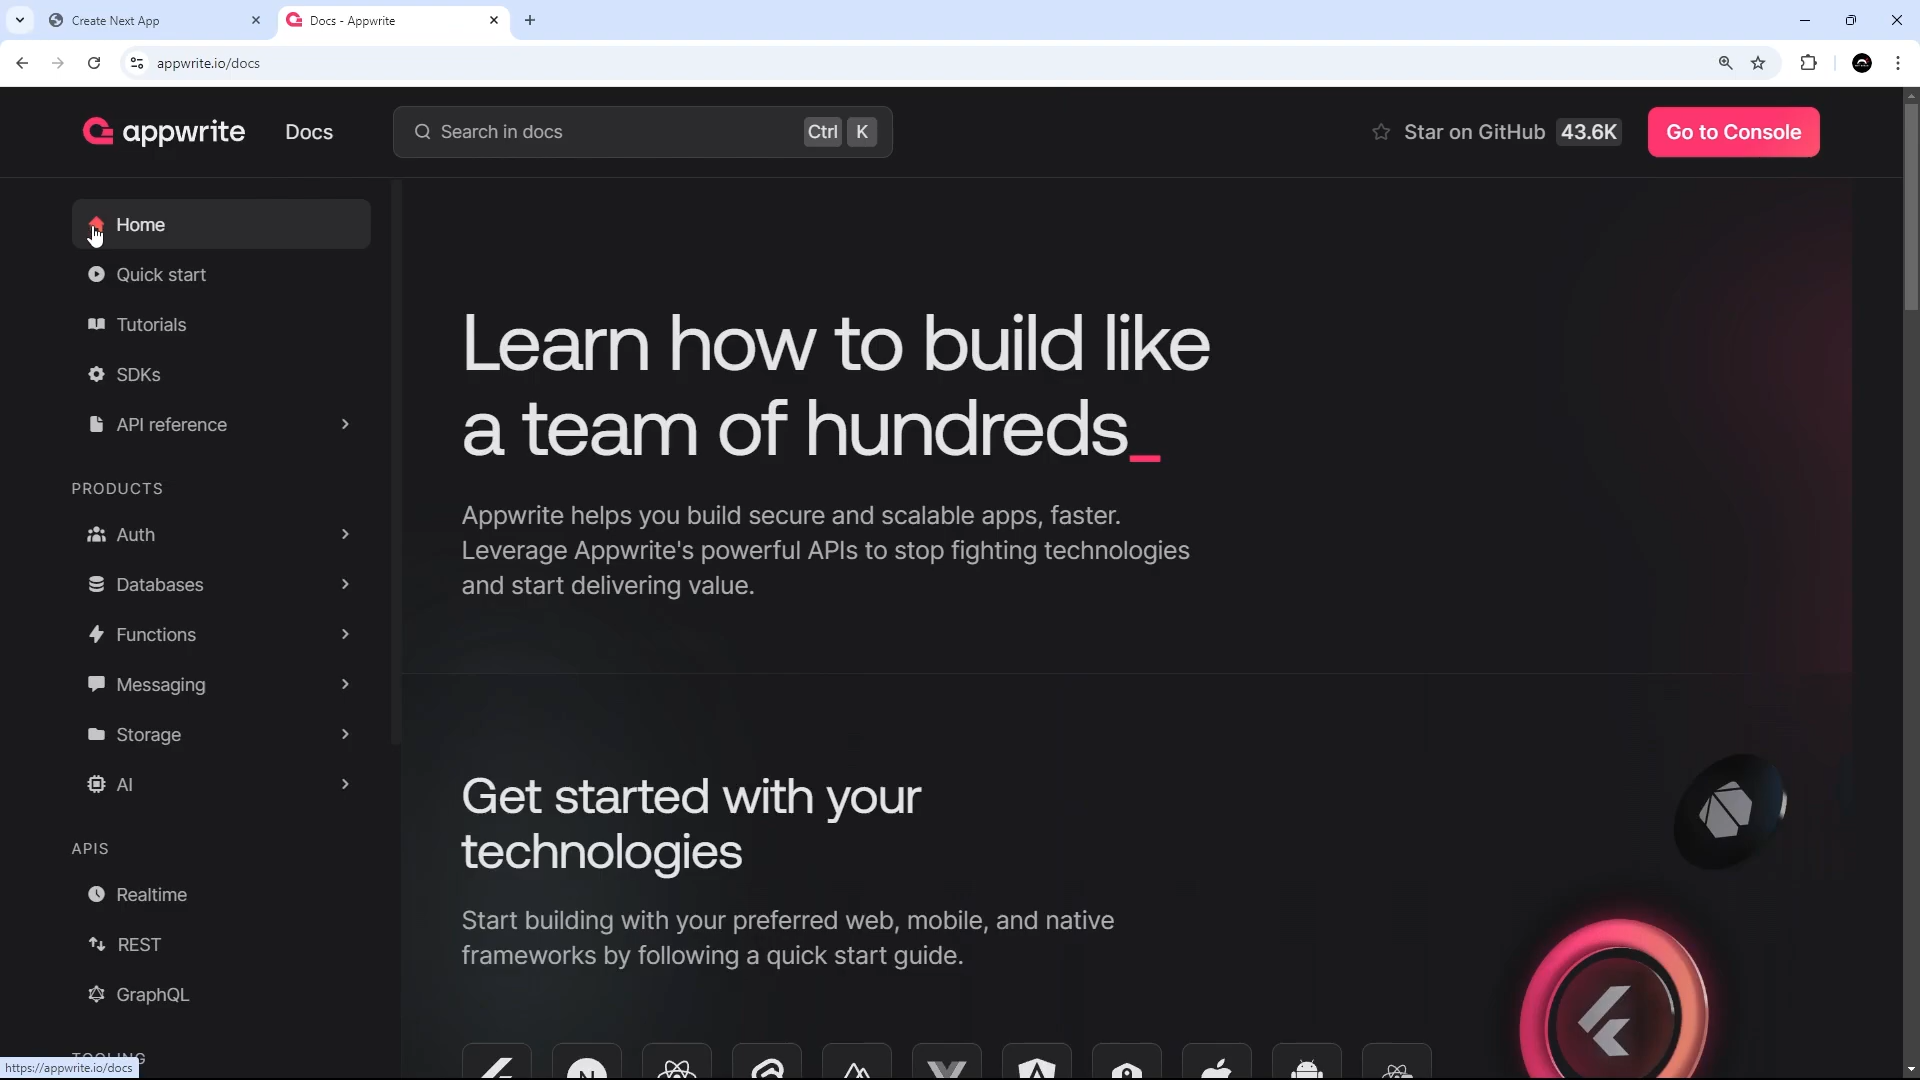 Create Next App
Docs - Appwrite
appwrite.io/docs
appwrite
Docs
Search in docs
Ctrl
K
Star on GitHub
43.6K
Go to Console
Home
Quick start
Tutorials
SDKs
API reference
PRODUCTS
Auth
Databases
Functions
Messaging
Storage
AI
APIS
Realtime
REST
GraphQL
TOOLING
https://appwrite.io/docs
Learn how to build like
a team of hundreds_
Appwrite helps you build secure and scalable apps, faster.
Leverage Appwrite's powerful APIs to stop fighting technologies
and start delivering value.
Get started with your
technologies
Start building with your preferred web, mobile, and native
frameworks by following a quick start guide.